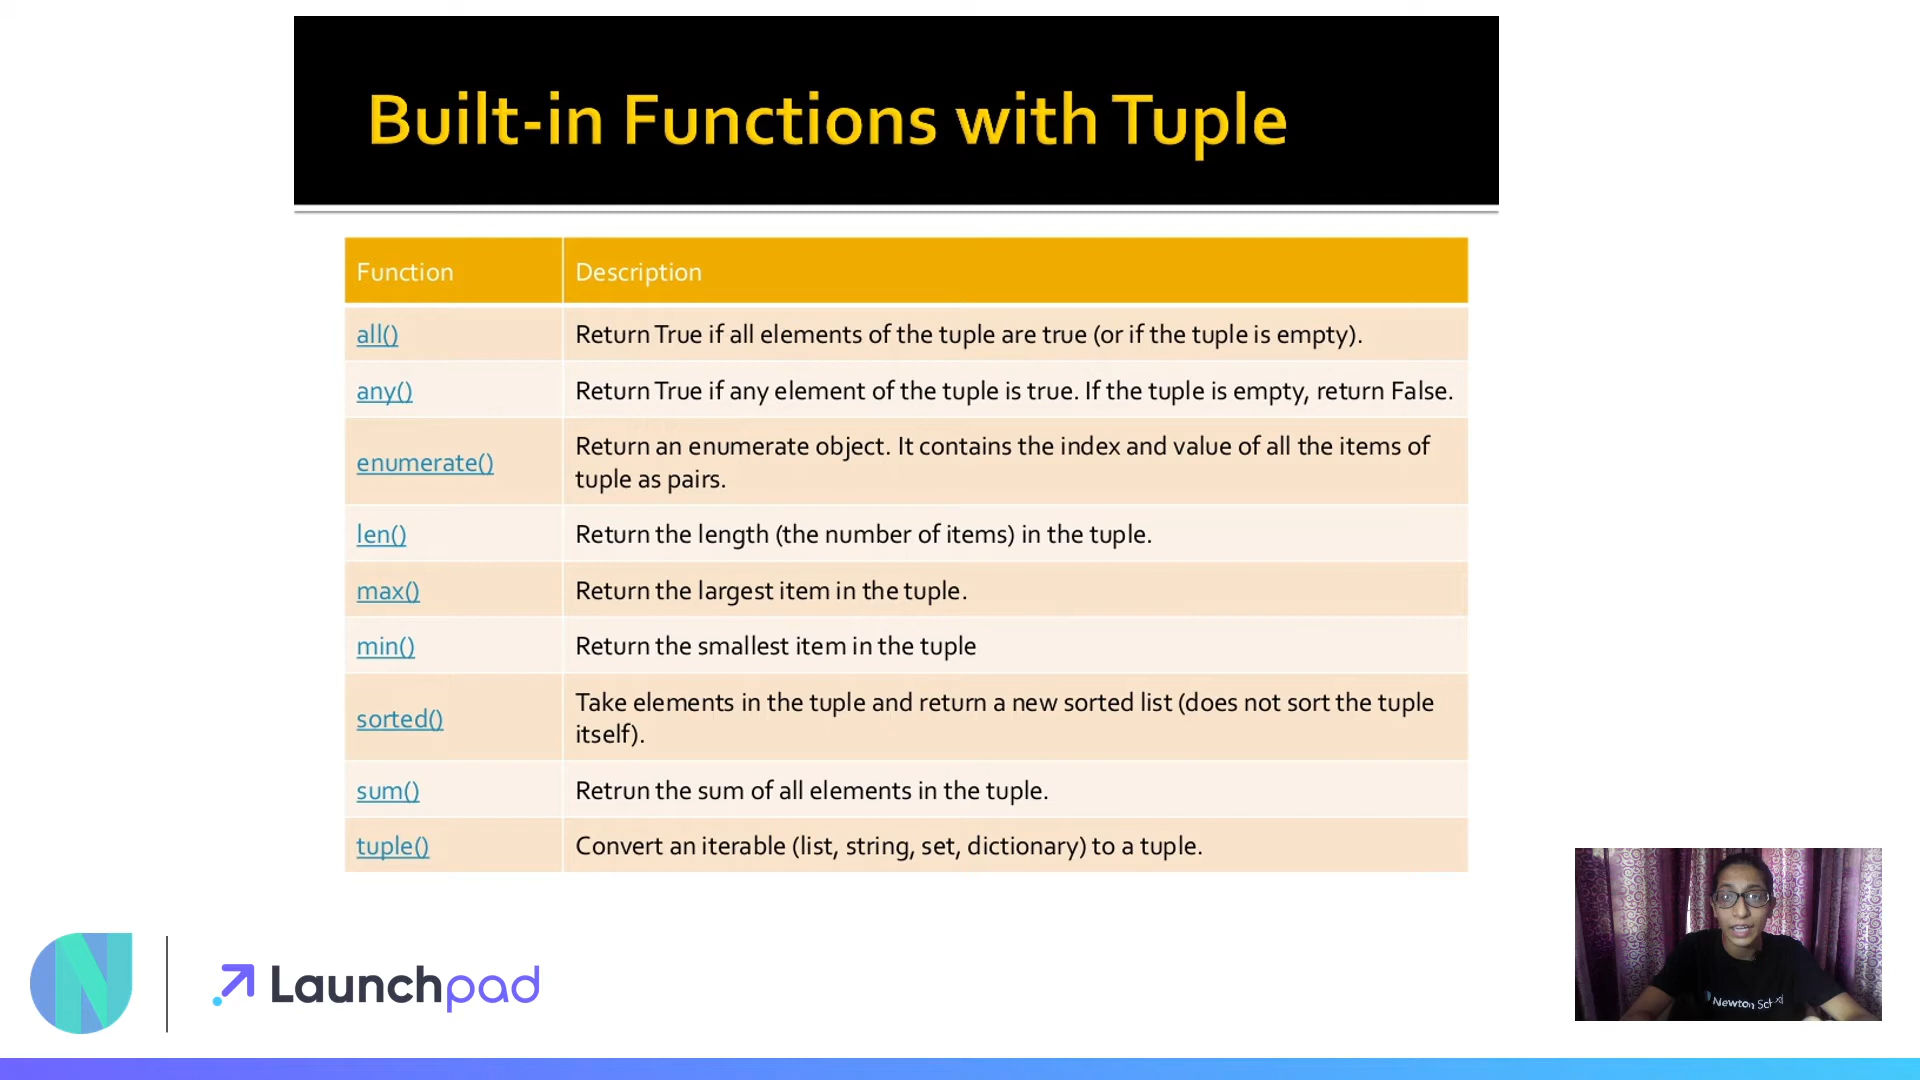 Built-in Functions with Tuple
Function Description
all() Return True if all elements of the tuple are true (or if the tuple is empty).
any() Return True if any element of the tuple is true. If the tuple is empty, return False.
enumerate() Return an enumerate object. It contains the index and value of all the items of
tuple as pairs.
len() Return the length (the number of items) in the tuple.
max() Return the largest item in the tuple.
min() Return the smallest item in the tuple
sorted() Take elements in the tuple and return a new sorted list (does not sort the tuple
itself).
sum() Retrun the sum of all elements in the tuple.
tuple() Convert an iterable (list, string, set, dictionary) to a tuple.
Launchpad
Newton